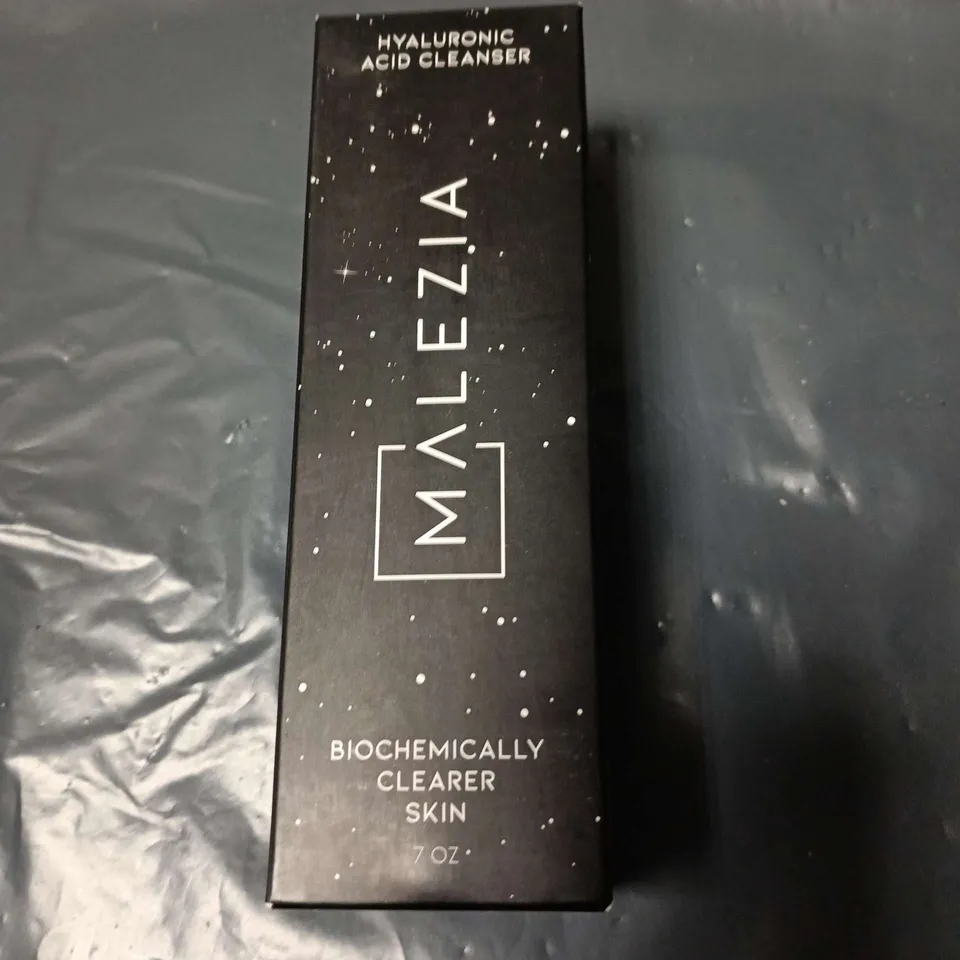 HYALURONIC
ACID CLEANSER
MALEZIA
BIOCHEMICALLY
CLEARER
SKIN
7 OZ